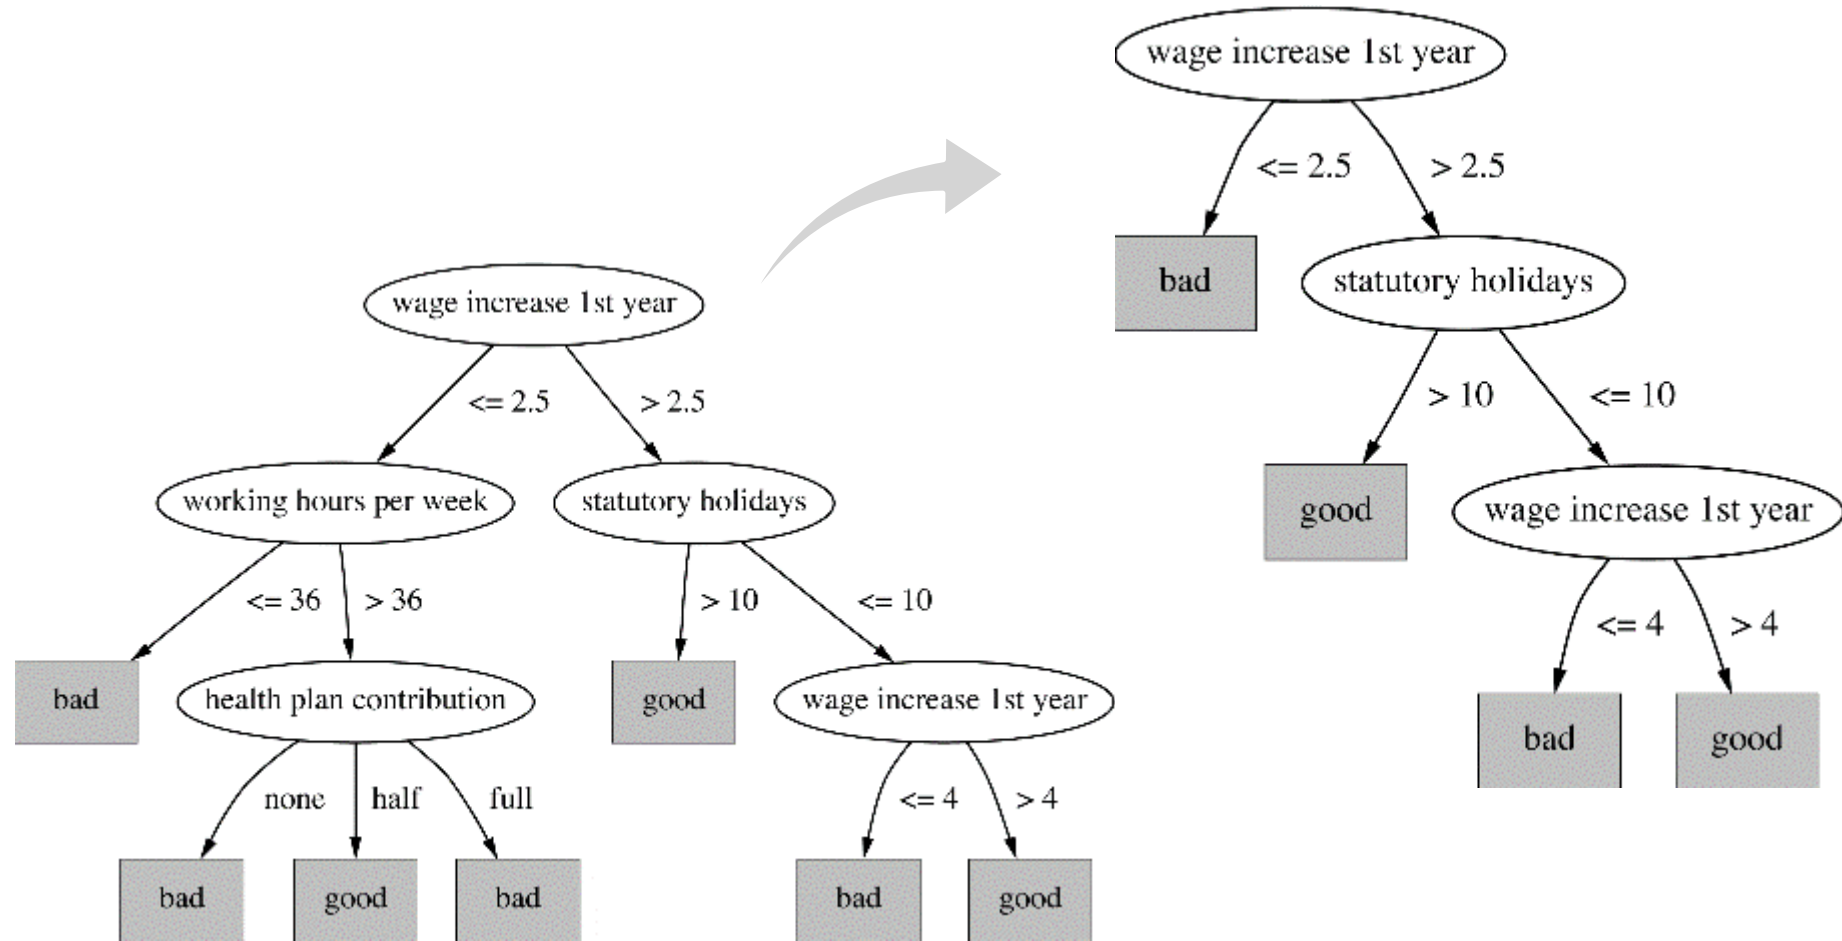 wage increase 1st year
<= 2.5
> 2.5
working hours per week
statutory holidays
<= 36
> 36
> 10
<= 10
bad
health plan contribution
good
wage increase 1st year
none
half
full
<= 4
> 4
bad
good
bad
bad
good
wage increase 1st year
<= 2.5
> 2.5
bad
statutory holidays
> 10
<= 10
good
wage increase 1st year
<= 4
> 4
bad
good